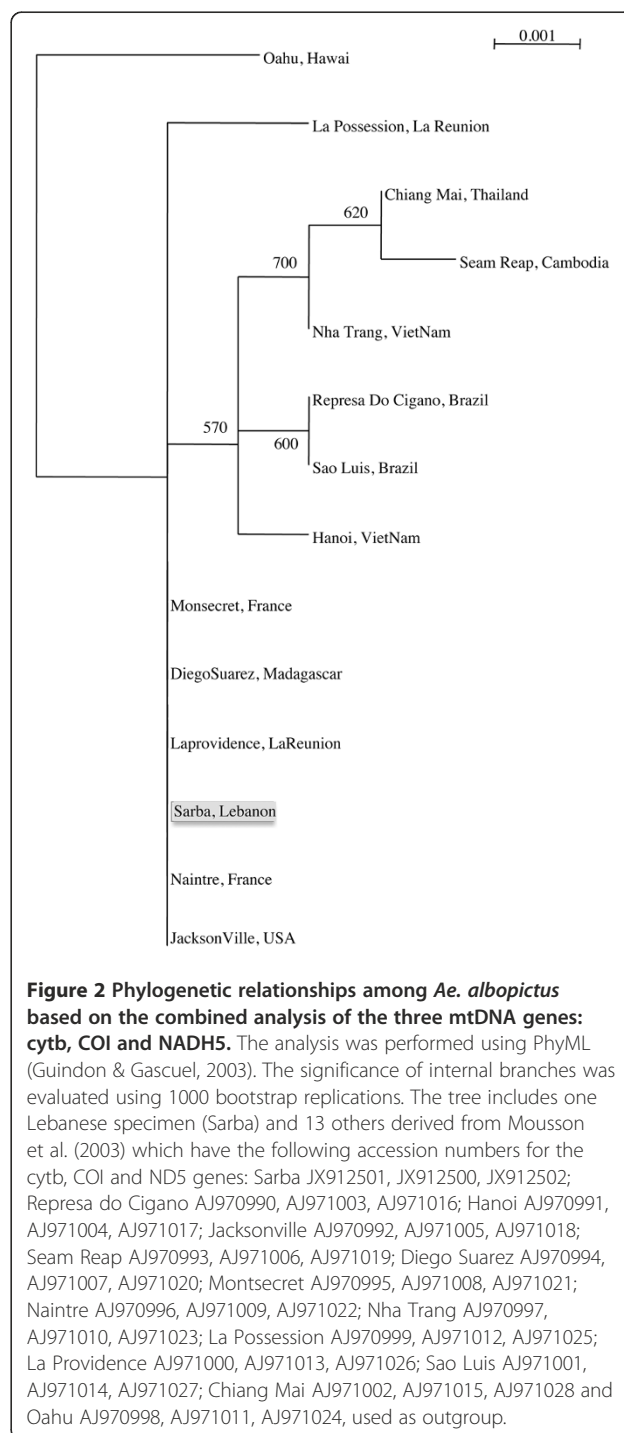 0.001
Oahu, Hawai
La Possession, La Reunion
Chiang Mai, Thailand
620
Seam Reap, Cambodia
700
Nha Trang, VietNam
Represa Do Cigano, Brazil
570
600
Sao Luis, Brazil
Hanoi, VietNam
Monsecret, France
DiegoSuarez, Madagascar
Laprovidence, LaReunion
Sarba, Lebanon
Naintre, France
JacksonVille, USA
Figure 2 Phylogenetic relationships among Ae. albopictus
based on the combined analysis of the three mtDNA genes:
cytb, COI and NADH5. The analysis was performed using PhyML
(Guindon & Gascuel, 2003). The significance of internal branches was
evaluated using 1000 bootstrap replications. The tree includes one
Lebanese specimen (Sarba) and 13 others derived from Mousson
et al. (2003) which have the following accession numbers for the
cytb, COI and ND5 genes: Sarba JX912501, JX912500, JX912502;
Represa do Cigano AJ970990, AJ971003, AJ971016; Hanoi AJ970991,
AJ971004, AJ971017; Jacksonville AJ970992, AJ971005, AJ971018;
Seam Reap AJ970993, AJ971006, AJ971019; Diego Suarez AJ970994,
AJ971007, AJ971020; Montsecret AJ970995, AJ971008, AJ971021;
Naintre AJ970996, AJ971009, AJ971022; Nha Trang AJ970997,
AJ971010, AJ971023; La Possession AJ970999, AJ971012, AJ971025;
La Providence AJ971000, AJ971013, AJ971026; Sao Luis AJ971001,
AJ971014, AJ971027; Chiang Mai AJ971002, AJ971015, AJ971028 and
Oahu AJ970998, AJ971011, AJ971024, used as outgroup.